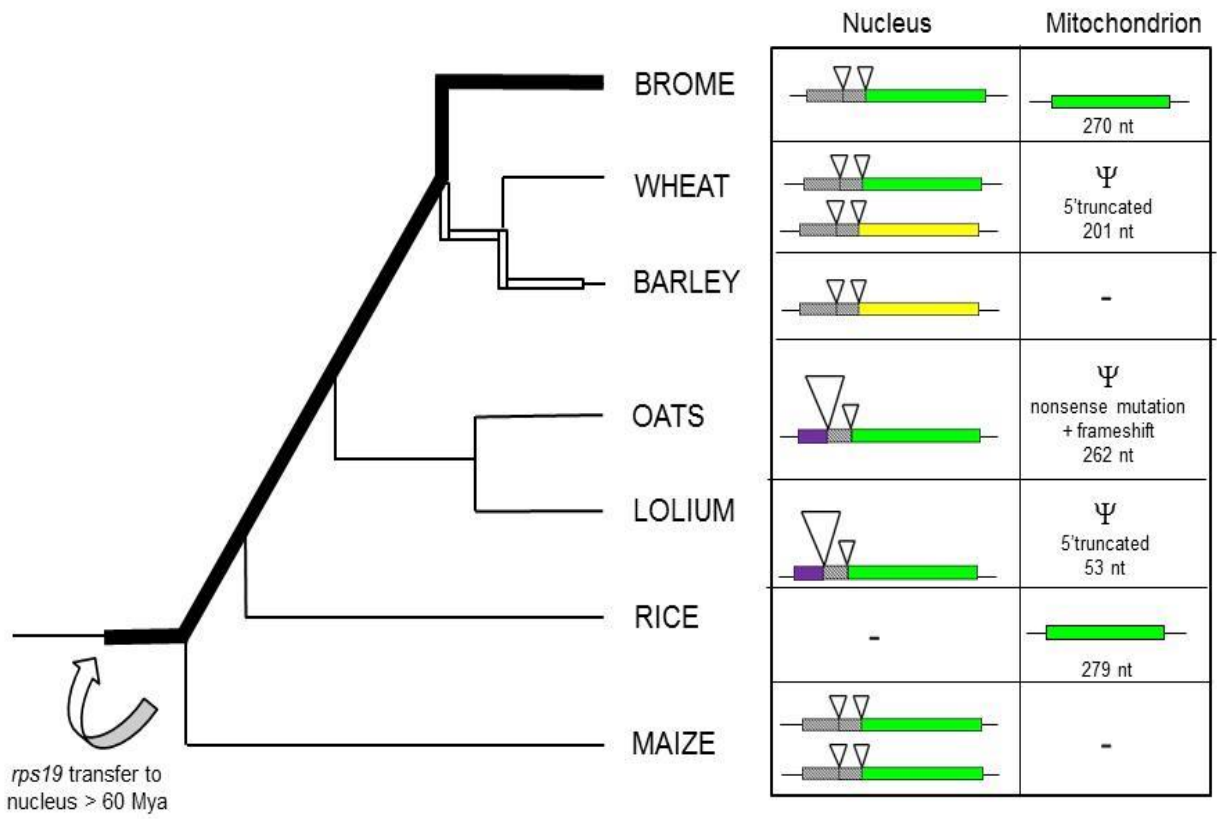 Nucleus
Mitochondrion
BROME
270 nt
WHEAT
Ψ
5'truncated
201 nt
BARLEY
-
OATS
Ψ
nonsense mutation
+ frameshift
262 nt
LOLIUM
Ψ
5'truncated
53 nt
RICE
-
279 nt
MAIZE
-
rps19 transfer to
nucleus > 60 Mya